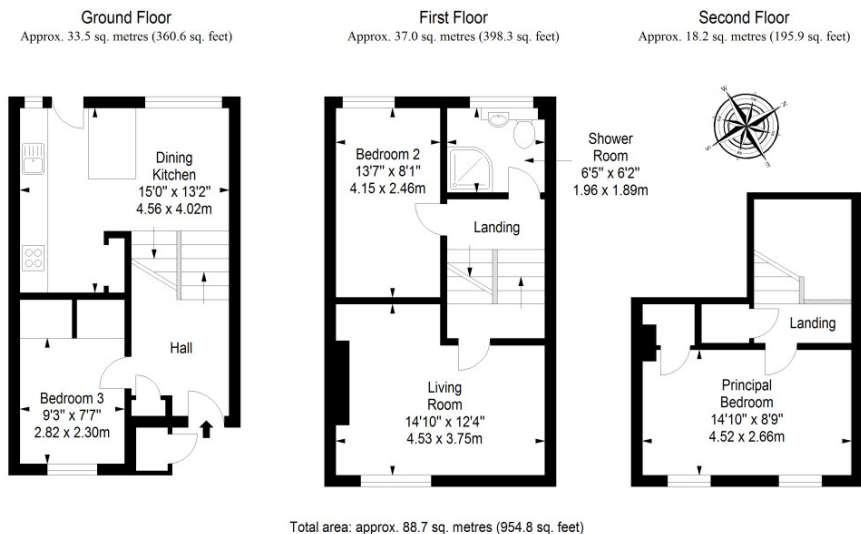 Ground Floor
Approx. 33.5 sq. metres (360.6 sq. feet)
Dining
Kitchen
15'0" x 13'2"
4.56 x 4.02m
Hall
Bedroom 3
9'3" x 7'7"
2.82 x 2.30m
First Floor
Approx. 37.0 sq. metres (398.3 sq. feet)
Bedroom 2
13'7" x 8'1"
4.15 x 2.46m
Shower
Room
6'5" x 6'2"
1.96 x 1.89m
Landing
Living
Room
14'10" x 12'4"
4.53 x 3.75m
Second Floor
Approx. 18.2 sq. metres (195.9 sq. feet)
W
N
S
E
Landing
Principal
Bedroom
14'10" x 8'9"
4.52 x 2.66m
Total area: approx. 88.7 sq. metres (954.8 sq. feet)